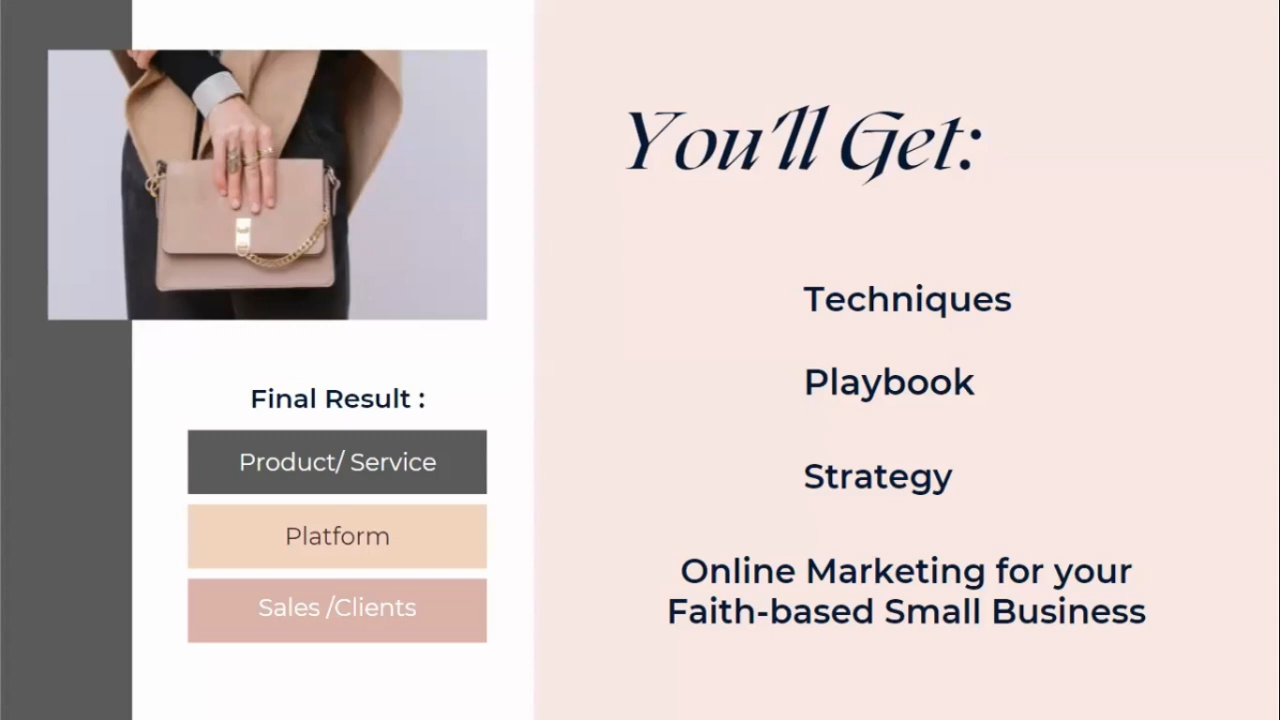 You'll Get:
Techniques
Playbook
Strategy
Online Marketing for your
Faith-based Small Business
Final Result :
Product/ Service
Platform
Sales /Clients